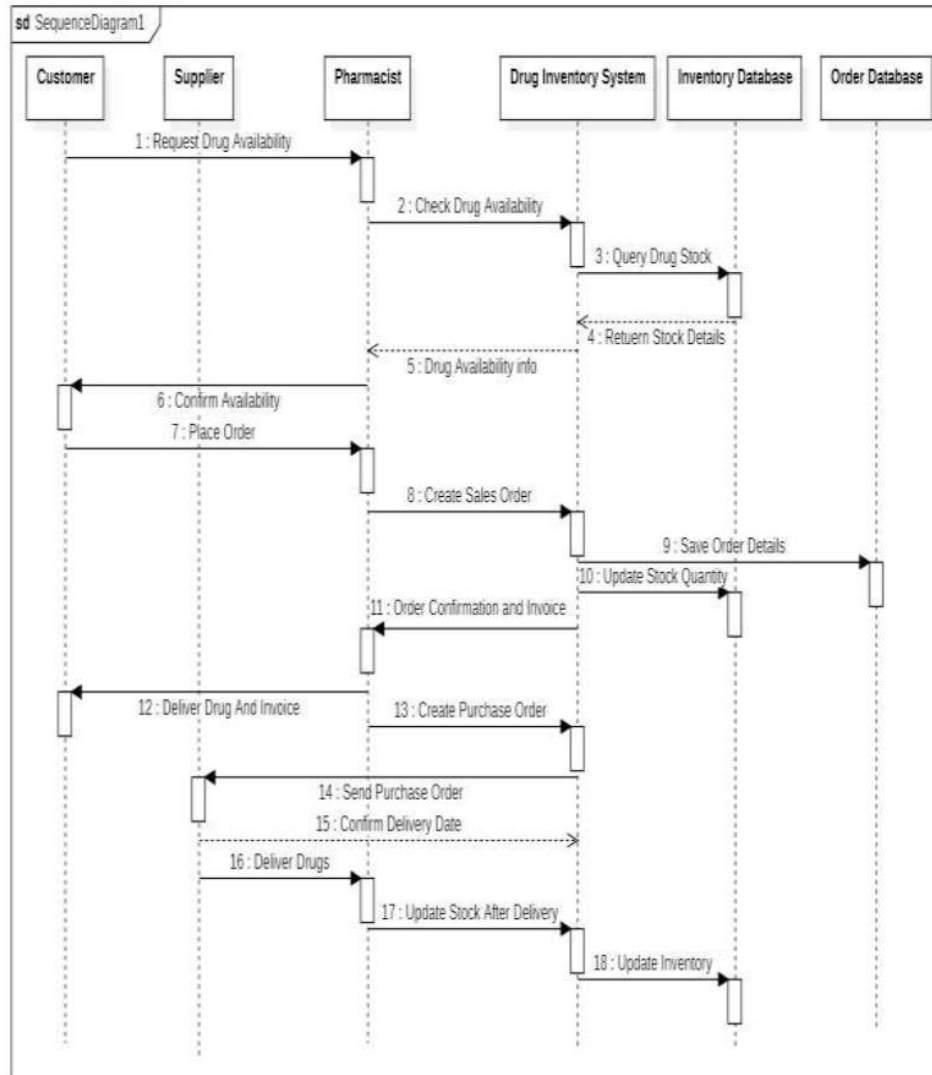 sd SequenceDiagram1
Customer
Supplier
Pharmacist
Drug Inventory System
Inventory Database
Order Database
1 : Request Drug Availability
2 : Check Drug Availability
3 : Query Drug Stock
4 : Retuern Stock Details
5 : Drug Availability info
6 : Confirm Availability
7 : Place Order
8 : Create Sales Order
9 : Save Order Details
10 : Update Stock Quantity
11 : Order Confirmation and Invoice
12 : Deliver Drug And Invoice
13 : Create Purchase Order
14 : Send Purchase Order
15 : Confirm Delivery Date
16 : Deliver Drugs
17 : Update Stock After Delivery
18 : Update Inventory